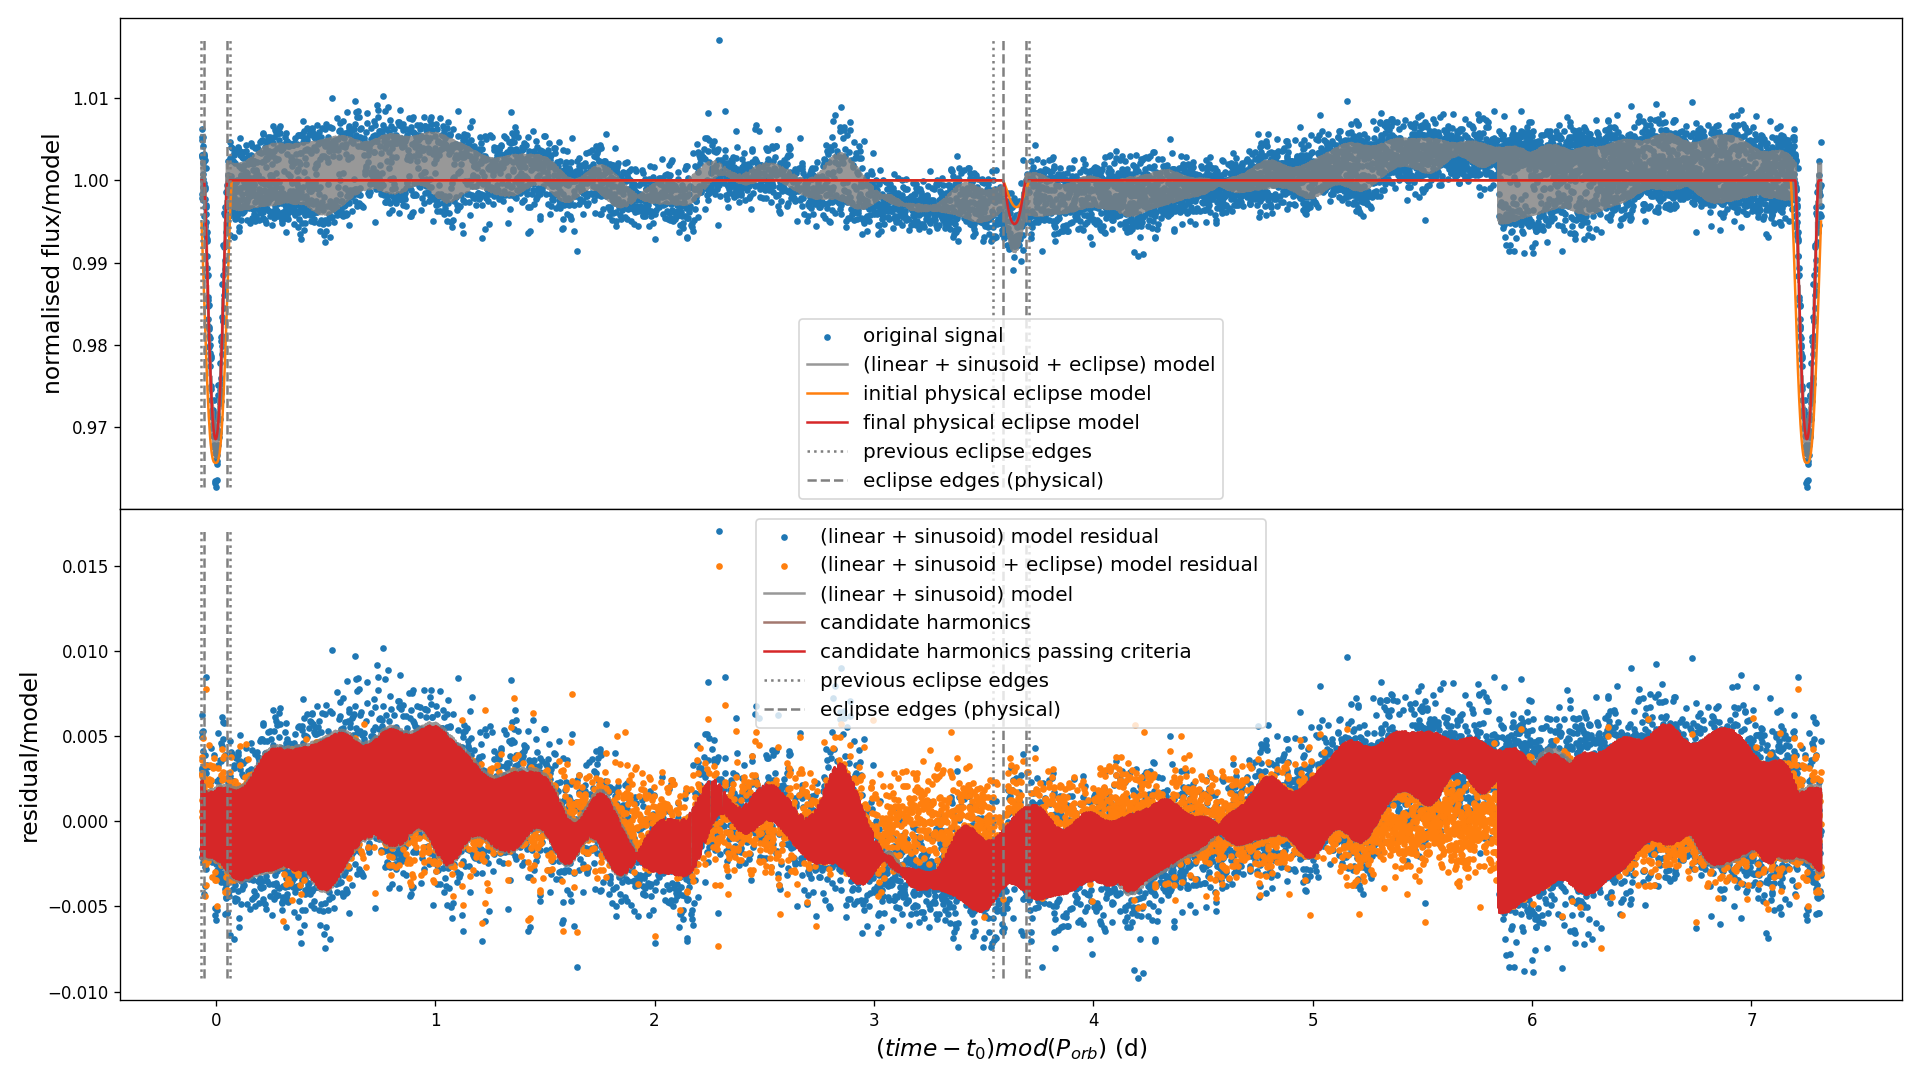 normalised flux/model
1.01
1.00
0.99
0.98
0.97
original signal
(linear + sinusoid + eclipse) model
initial physical eclipse model
final physical eclipse model
previous eclipse edges
eclipse edges (physical)
residual/model
0.015
0.010
0.005
0.000
−0.005
−0.010
(linear + sinusoid) model residual
(linear + sinusoid + eclipse) model residual
(linear + sinusoid) model
candidate harmonics
candidate harmonics passing criteria
previous eclipse edges
eclipse edges (physical)
0 1 2 3 4 5 6 7
(time − t₀)mod(P_orb) (d)